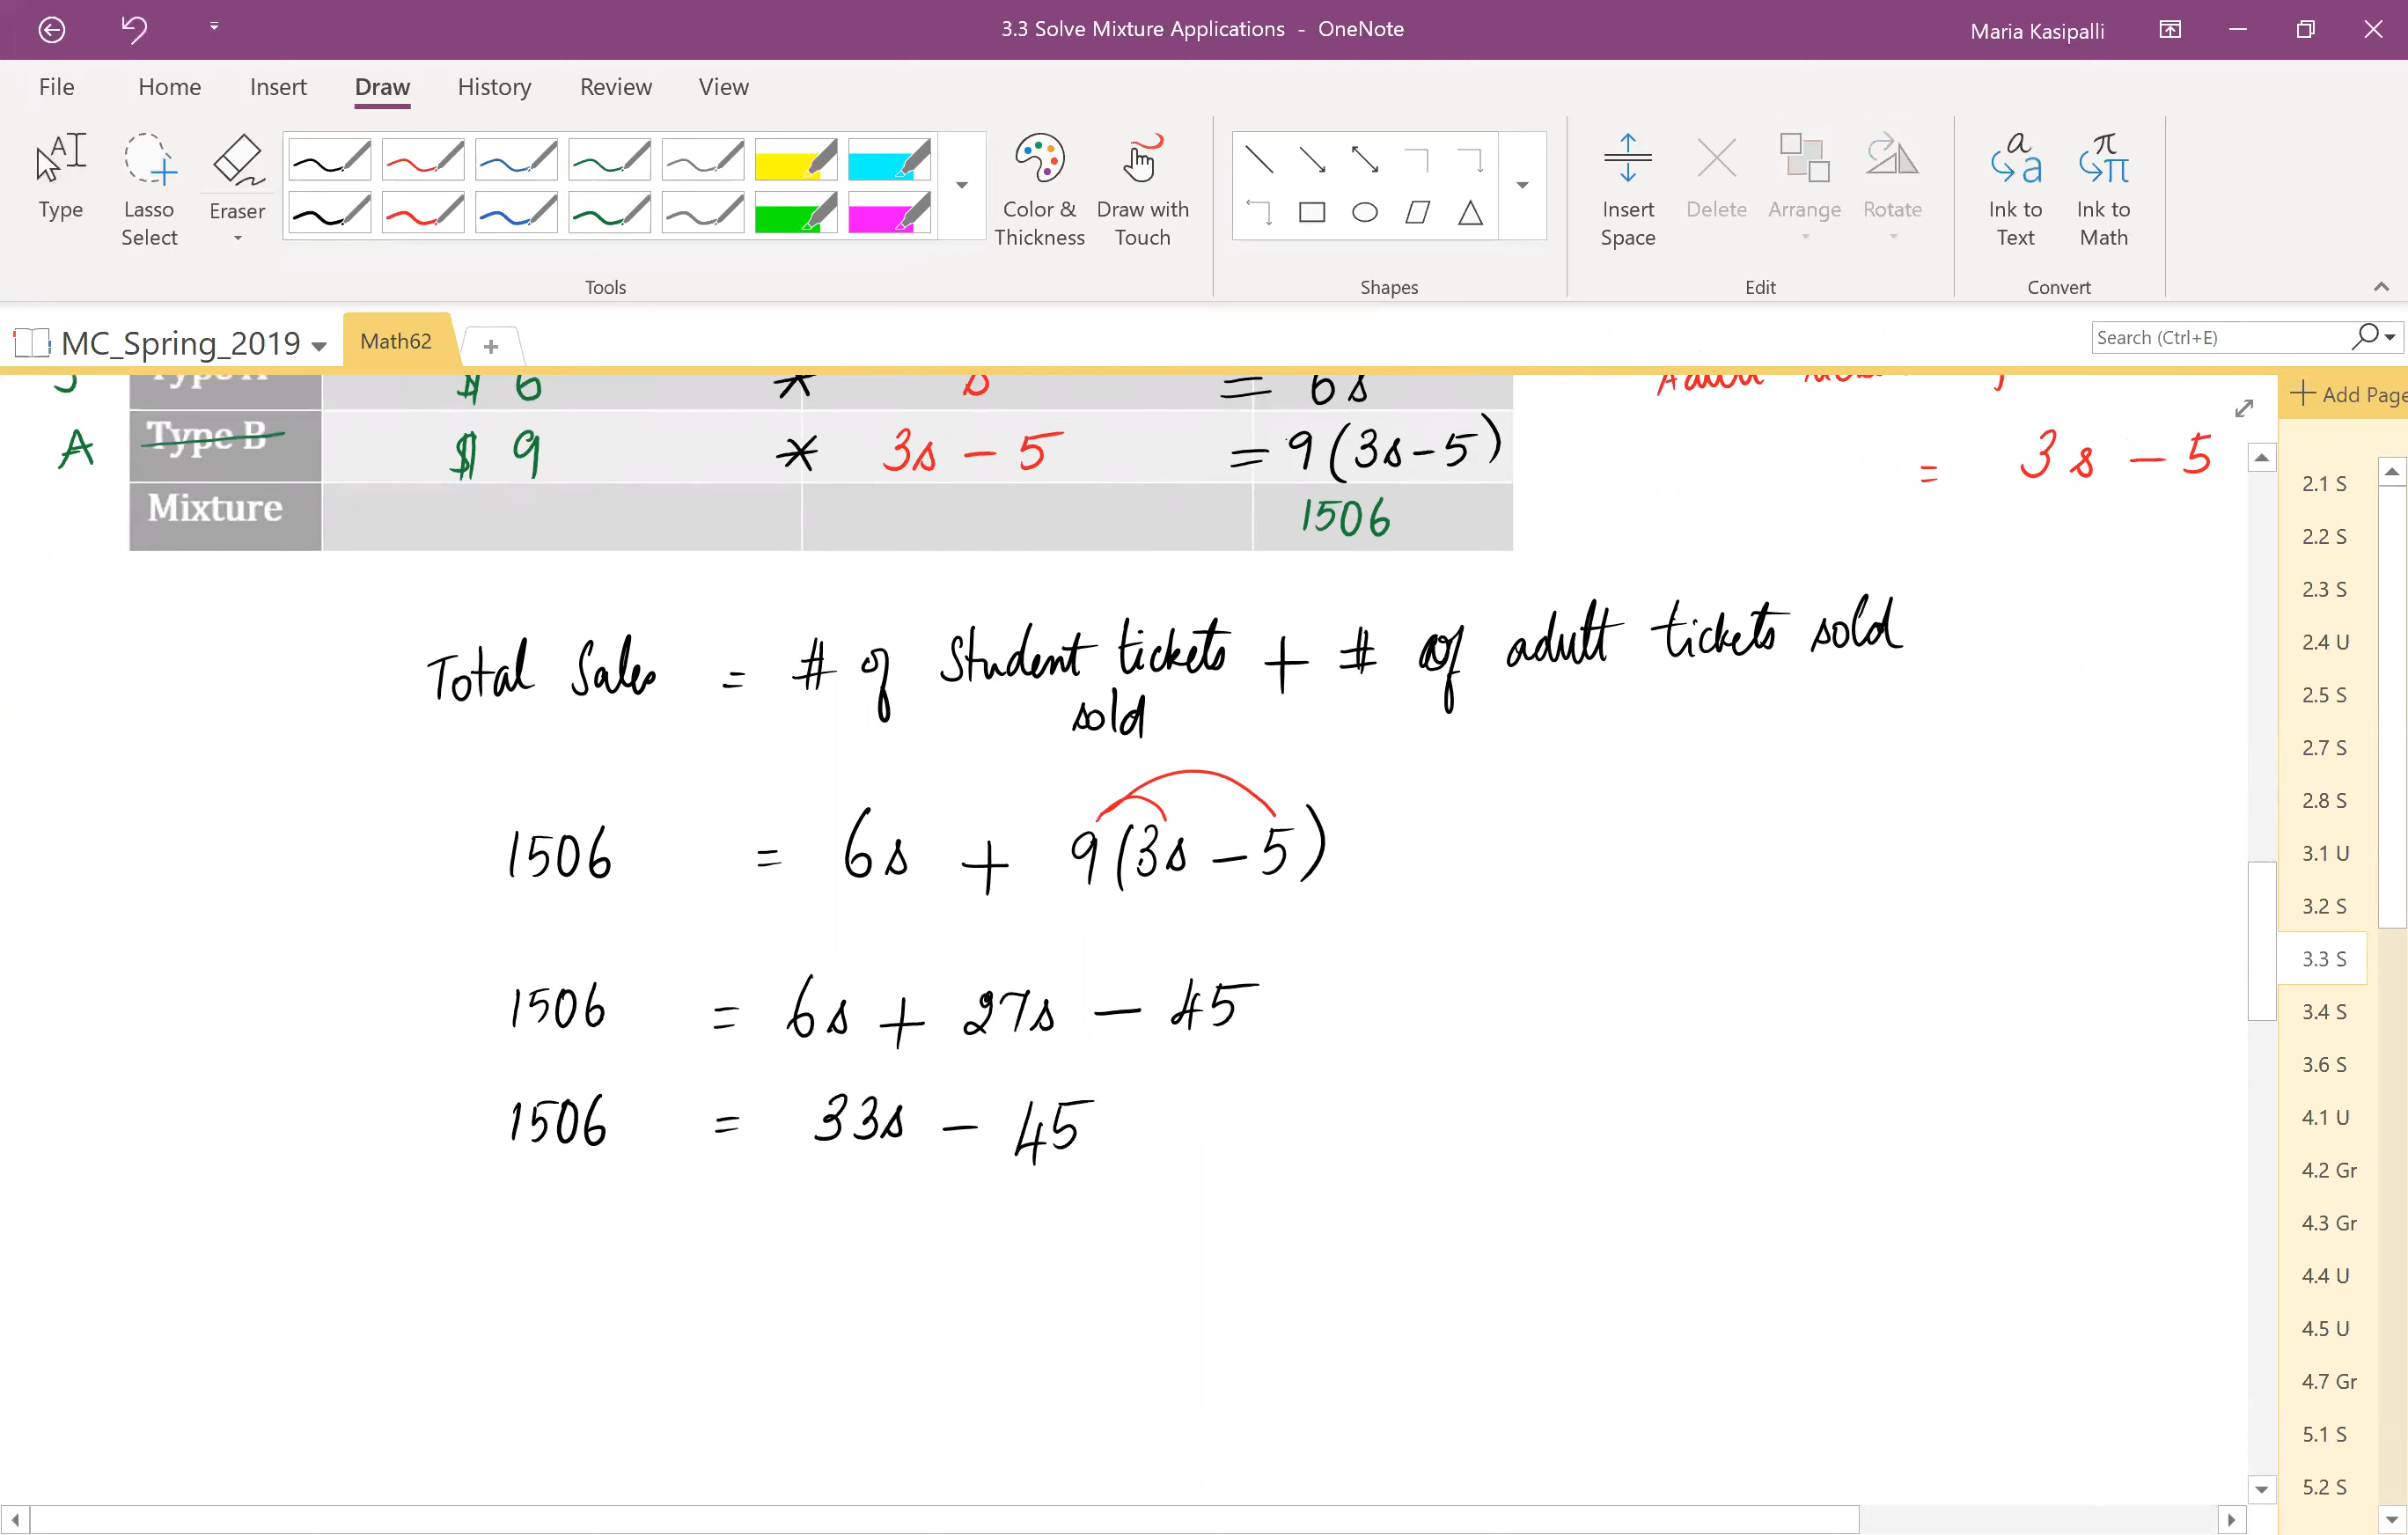 3.3 Solve Mixture Applications - OneNote
Maria Kasipalli
File Home Insert Draw History Review View
Type
Lasso Select
Eraser
Color & Thickness
Draw with Touch
Insert Space
Delete
Arrange
Rotate
Ink to Text
Ink to Math
Tools
Shapes
Edit
Convert
MC_Spring_2019
Math62
+
Search (Ctrl+E)
$ 6 * s = 6s
A Type B $ 9 * 3s - 5 = 9(3s-5)
= 3s - 5
Mixture 1506
Total Sales = # of student tickets sold + # of adult tickets sold
1506 = 6s + 9(3s - 5)
1506 = 6s + 27s - 45
1506 = 33s - 45
Add Page
2.1 S
2.2 S
2.3 S
2.4 U
2.5 S
2.7 S
2.8 S
3.1 U
3.2 S
3.3 S
3.4 S
3.6 S
4.1 U
4.2 Gr
4.3 Gr
4.4 U
4.5 U
4.7 Gr
5.1 S
5.2 S